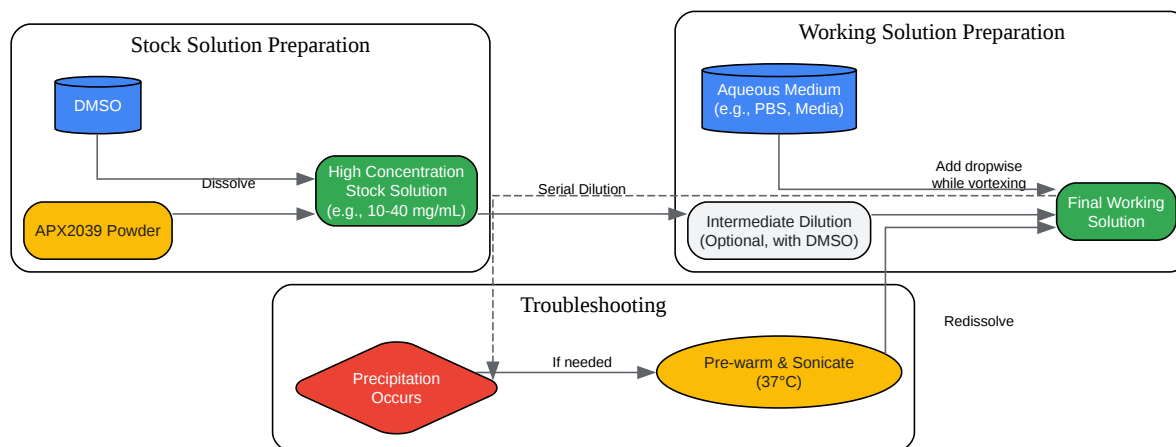 Stock Solution Preparation
DMSO
Dissolve
APX2039 Powder
High Concentration
Stock Solution
(e.g., 10-40 mg/mL)
Serial Dilution
Working Solution Preparation
Aqueous Medium
(e.g., PBS, Media)
Add dropwise
while vortexing
Intermediate Dilution
(Optional, with DMSO)
Final Working
Solution
Troubleshooting
Precipitation
Occurs
If needed
Pre-warm & Sonicate
(37°C)
Redissolve